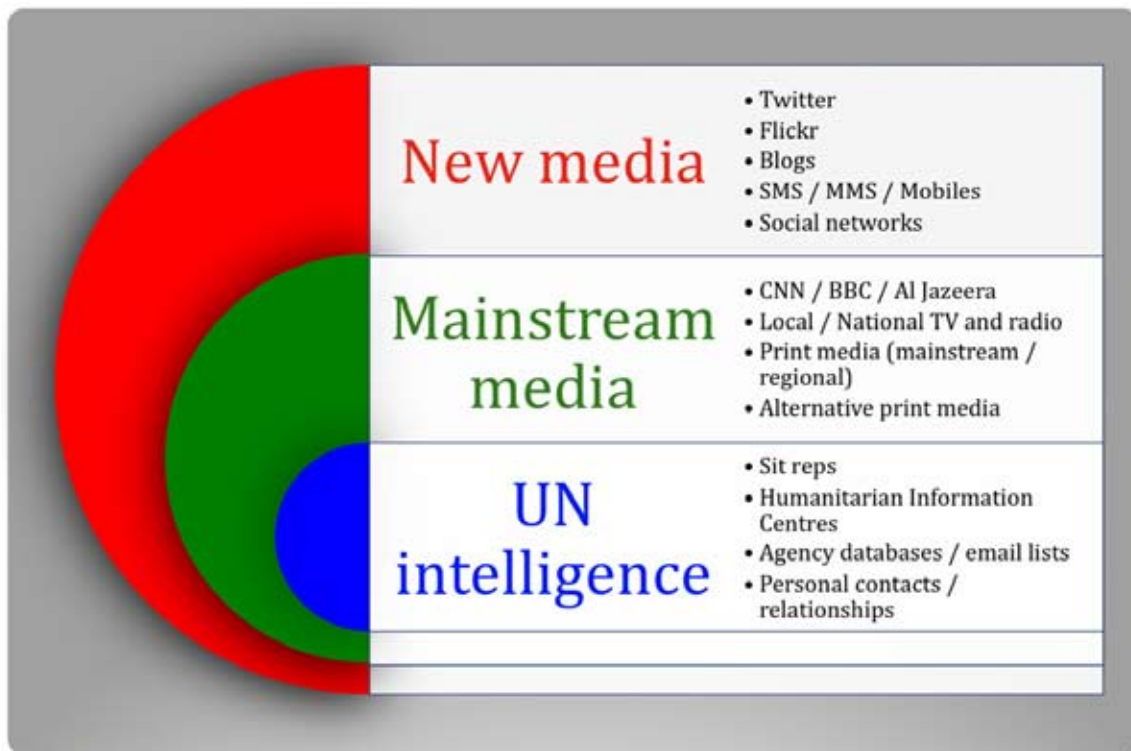 New media
• Twitter
• Flickr
• Blogs
• SMS / MMS / Mobiles
• Social networks
Mainstream
media
• CNN / BBC / Al Jazeera
• Local / National TV and radio
• Print media (mainstream /
regional)
• Alternative print media
UN
intelligence
• Sit reps
• Humanitarian Information
Centres
• Agency databases / email lists
• Personal contacts /
relationships